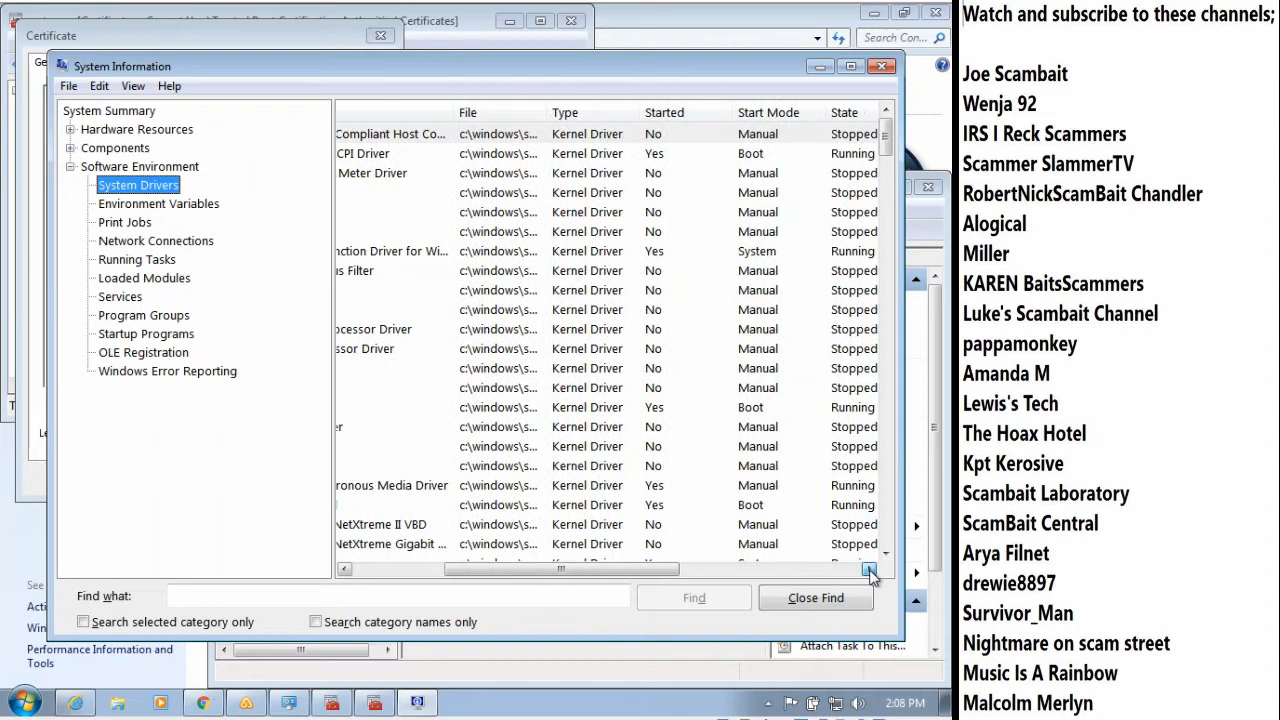 Certificates]
Search Con...
Certificate
Ge
System Information
File Edit View Help
System Summary
Hardware Resources
Components
Software Environment
System Drivers
Environment Variables
Print Jobs
Network Connections
Running Tasks
Loaded Modules
Services
Program Groups
Startup Programs
OLE Registration
Windows Error Reporting
File Type Started Start Mode State
Compliant Host Co... c:\windows\s... Kernel Driver No Manual Stopped
CPI Driver c:\windows\s... Kernel Driver Yes Boot Running
Meter Driver c:\windows\s... Kernel Driver No Manual Stopped
c:\windows\s... Kernel Driver No Manual Stopped
c:\windows\s... Kernel Driver No Manual Stopped
c:\windows\s... Kernel Driver No Manual Stopped
nction Driver for Wi... c:\windows\s... Kernel Driver Yes System Running
s Filter c:\windows\s... Kernel Driver No Manual Stopped
c:\windows\s... Kernel Driver No Manual Stopped
c:\windows\s... Kernel Driver No Manual Stopped
ocessor Driver c:\windows\s... Kernel Driver No Manual Stopped
ssor Driver c:\windows\s... Kernel Driver No Manual Stopped
c:\windows\s... Kernel Driver No Manual Stopped
c:\windows\s... Kernel Driver No Manual Stopped
c:\windows\s... Kernel Driver Yes Boot Running
er c:\windows\s... Kernel Driver No Manual Stopped
c:\windows\s... Kernel Driver No Manual Stopped
c:\windows\s... Kernel Driver No Manual Stopped
ronous Media Driver c:\windows\s... Kernel Driver Yes Manual Running
c:\windows\s... Kernel Driver Yes Boot Running
NetXtreme II VBD c:\windows\s... Kernel Driver No Manual Stopped
NetXtreme Gigabit ... c:\windows\s... Kernel Driver No Manual Stopped
Find what:
Find
Close Find
Search selected category only
Search category names only
Le
See
Acti
Win
Performance Information and
Tools
Attach Task To This...
2:08 PM
Watch and subscribe to these channels;
Joe Scambait
Wenja 92
IRS I Reck Scammers
Scammer SlammerTV
RobertNickScamBait Chandler
Alogical
Miller
KAREN BaitsScammers
Luke's Scambait Channel
pappamonkey
Amanda M
Lewis's Tech
The Hoax Hotel
Kpt Kerosive
Scambait Laboratory
ScamBait Central
Arya Filnet
drewie8897
Survivor_Man
Nightmare on scam street
Music Is A Rainbow
Malcolm Merlyn